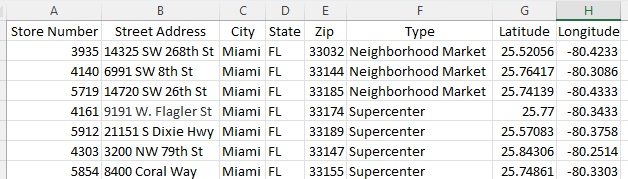 A B C D E F G H
Store Number Street Address City State Zip Type Latitude Longitude
3935 14325 SW 268th St Miami FL 33032 Neighborhood Market 25.52056 -80.4233
4140 6991 SW 8th St Miami FL 33144 Neighborhood Market 25.76417 -80.3086
5719 14720 SW 26th St Miami FL 33185 Neighborhood Market 25.74139 -80.4333
4161 9191 W. Flagler St Miami FL 33174 Supercenter 25.77 -80.3433
5912 21151 S Dixie Hwy Miami FL 33189 Supercenter 25.57083 -80.3758
4303 3200 NW 79th St Miami FL 33147 Supercenter 25.84306 -80.2514
5854 8400 Coral Way Miami FL 33155 Supercenter 25.74861 -80.3303